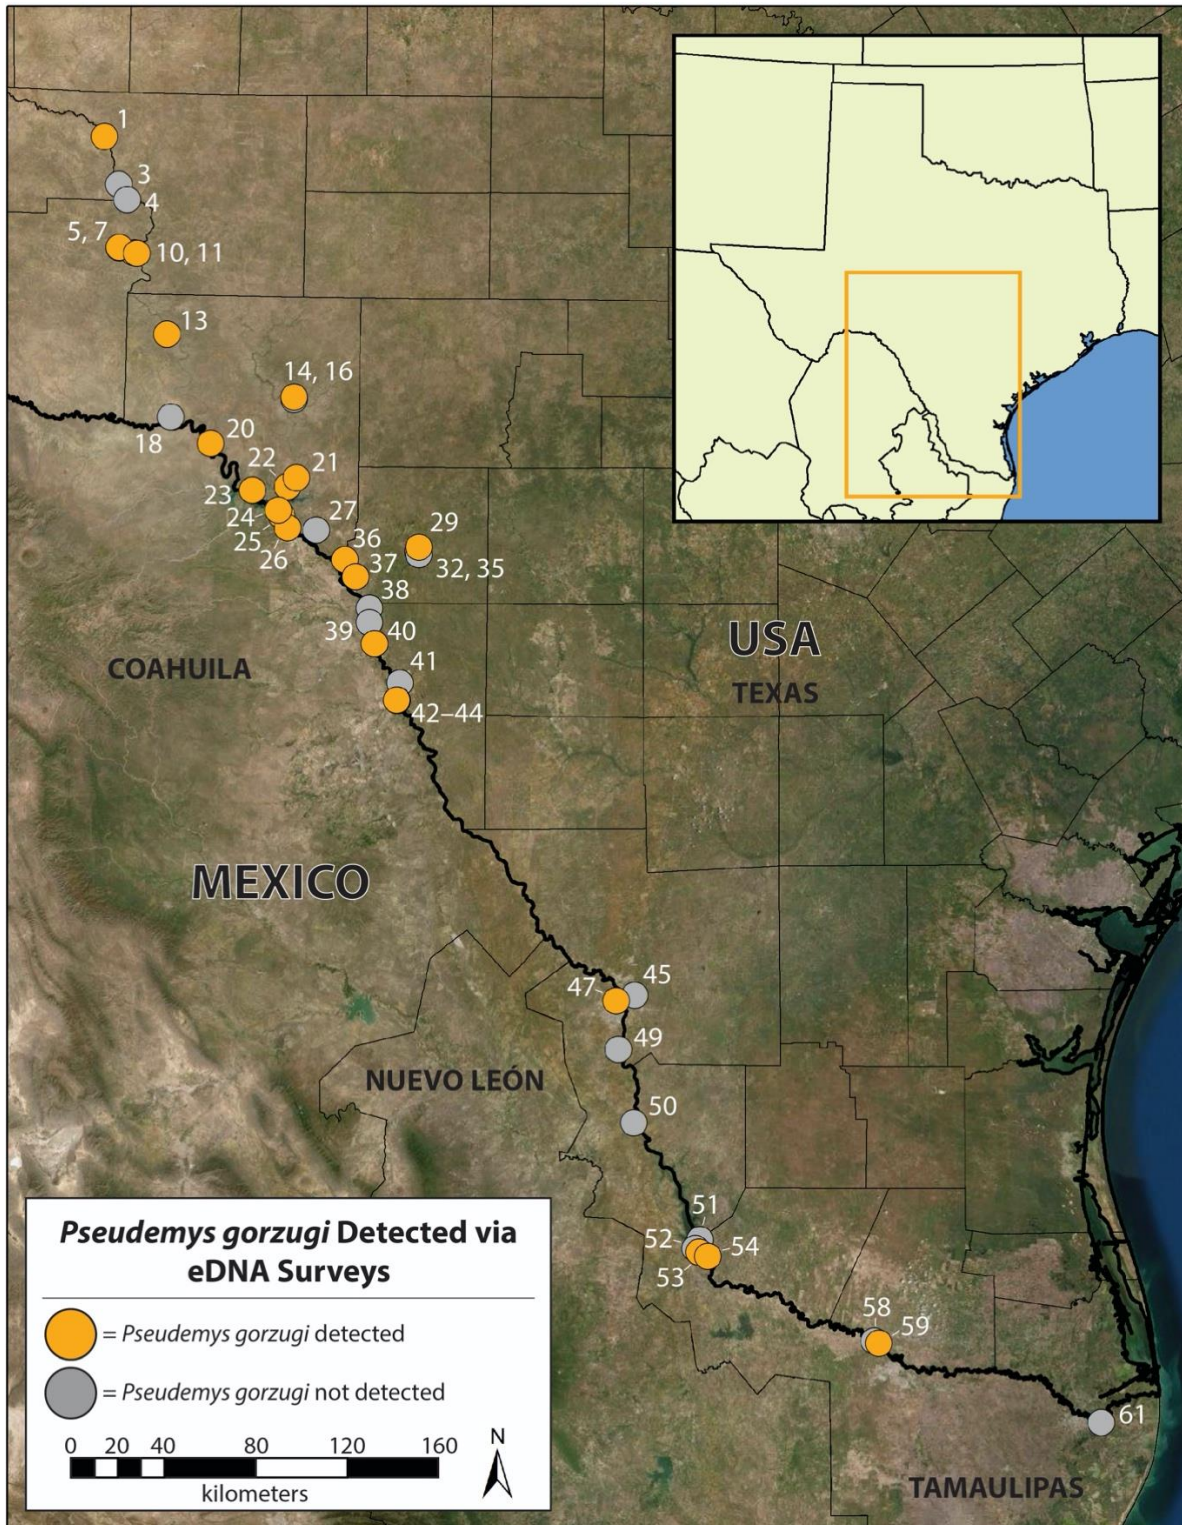 1
3
4
5, 7
10, 11
13
14, 16
18
20
22
21
23
24
27
25
26
36
29
37
32, 35
38
39
40
USA
COAHUILA
41
TEXAS
42–44
MEXICO
47
45
49
NUEVO LEÓN
50
51
52
54
53
58
59
61
TAMAULIPAS
Pseudemys gorzugi Detected via
eDNA Surveys
= Pseudemys gorzugi detected
= Pseudemys gorzugi not detected
0 20 40 80 120 160
kilometers
N